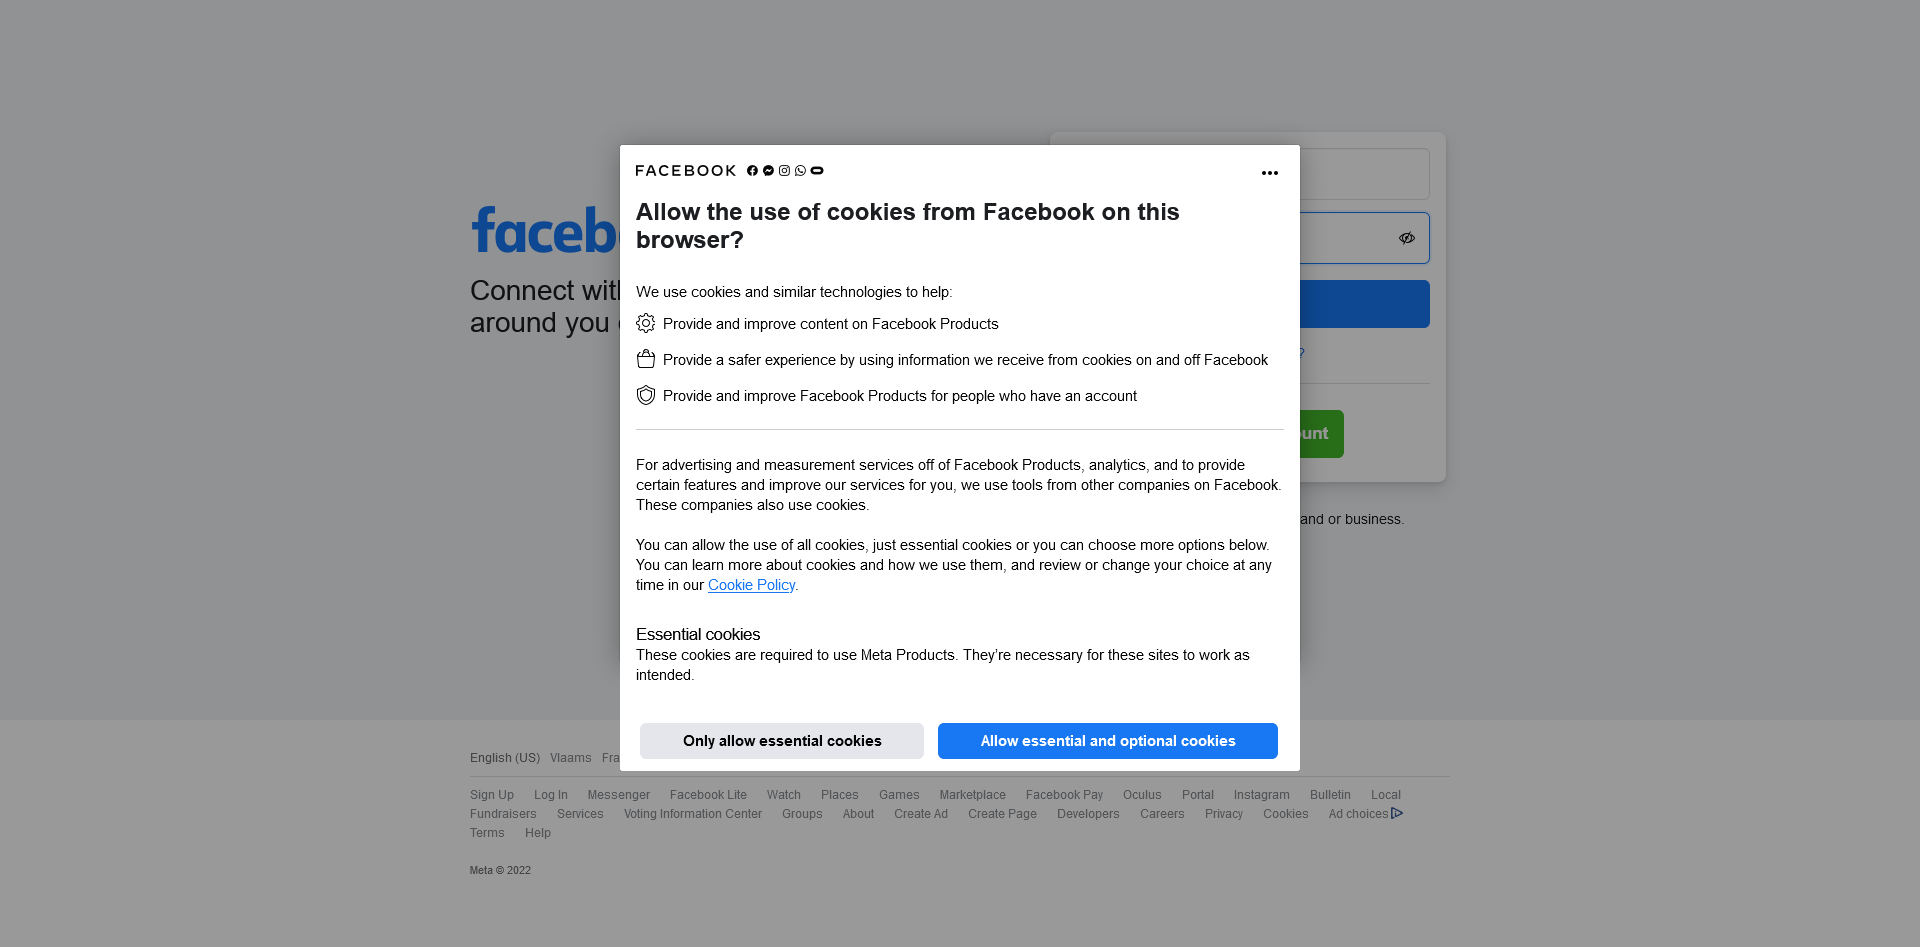 FACEBOOK
Allow the use of cookies from Facebook on this
browser?
We use cookies and similar technologies to help:
Provide and improve content on Facebook Products
Provide a safer experience by using information we receive from cookies on and off Facebook
Provide and improve Facebook Products for people who have an account
For advertising and measurement services off of Facebook Products, analytics, and to provide
certain features and improve our services for you, we use tools from other companies on Facebook.
These companies also use cookies.
You can allow the use of all cookies, just essential cookies or you can choose more options below.
You can learn more about cookies and how we use them, and review or change your choice at any
time in our Cookie Policy.
Essential cookies
These cookies are required to use Meta Products. They’re necessary for these sites to work as
intended.
Only allow essential cookies
Allow essential and optional cookies
faceb
Connect wit
around you
?
unt
and or business.
English (US) Vlaams Fra
Sign Up Log In Messenger Facebook Lite Watch Places Games Marketplace Facebook Pay Oculus Portal Instagram Bulletin Local
Fundraisers Services Voting Information Center Groups About Create Ad Create Page Developers Careers Privacy Cookies Ad choices
Terms Help
Meta © 2022